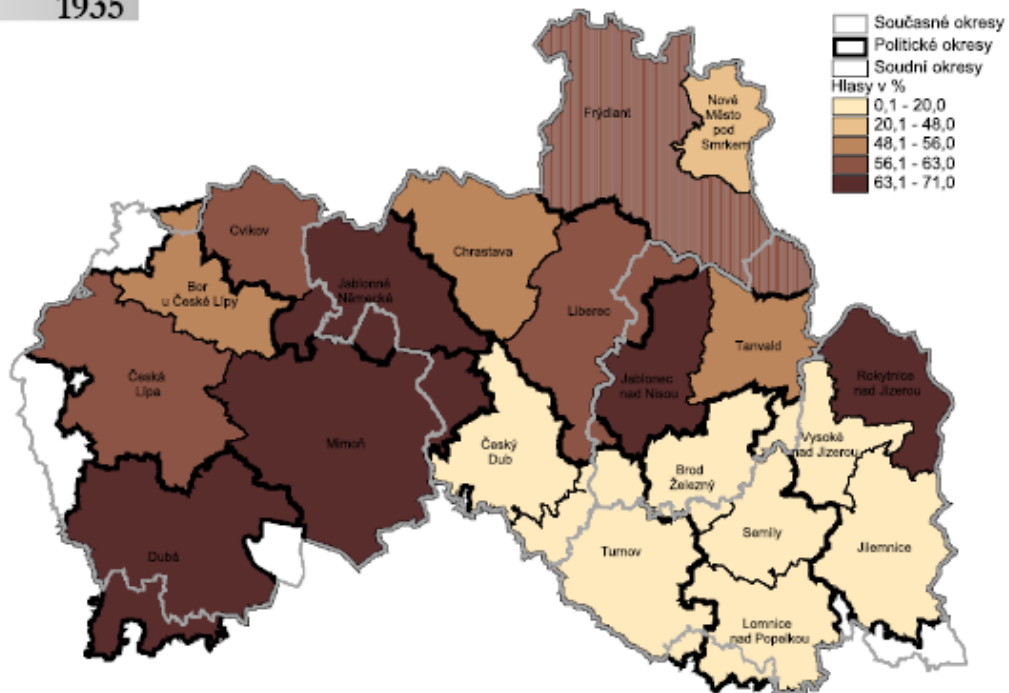 1935
Současné okresy
Politické okresy
Soudní okresy
Hlasy v %
0,1 - 20,0
20,1 - 48,0
48,1 - 56,0
56,1 - 63,0
63,1 - 71,0
Frýdlant
Nové
Město
pod
Smrkem
Cvikov
Chrastava
Jablonné
Německá
Bor
u České Lípy
Liberec
Tanvald
Česká
Lípa
Jablonec
nad Nisou
Rokytnice
nad Jizerou
Mimoň
Český
Dub
Vysoké
nad Jizerou
Brod
Železný
Semily
Jilemnice
Turnov
Dubá
Lomnice
nad Popelkou